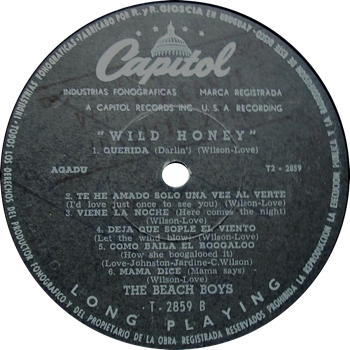 INDUSTRIAS FONOGRAFICAS • FABRICADO POR R. y R. GIOSCIA EN URUGUAY
Capitol
INDUSTRIAS FONOGRAFICAS MARCA REGISTRADA
A CAPITOL RECORDS INC. U. S. A RECORDING
"WILD HONEY"
1. QUERIDA (Darlin') (Wilson-Love)
AGADU T2 - 2859
2. TE HE AMADO SOLO UNA VEZ AL VERTE
(I'd love just once to see you) (Wilson-Love)
3. VIENE LA NOCHE (Here comes the night)
(Wilson-Love)
4. DEJA QUE SOPLE EL VIENTO
(Let the wind blow) (Wilson-Love)
5. COMO BAILA EL BOOGALOO
(How she boogalooed it)
(Love-Johnston-Jardine-C.Wilson)
6. MAMA DICE (Mama says)
(Wilson-Love)
THE BEACH BOYS
T - 2859 B
LONG PLAYING
TODOS LOS DERECHOS DEL PRODUCTOR FONOGRAFICO Y DEL PROPIETARIO DE LA OBRA REGISTRADA RESERVADOS PROHIBIDA LA EJECUCION PUBLICA Y LA